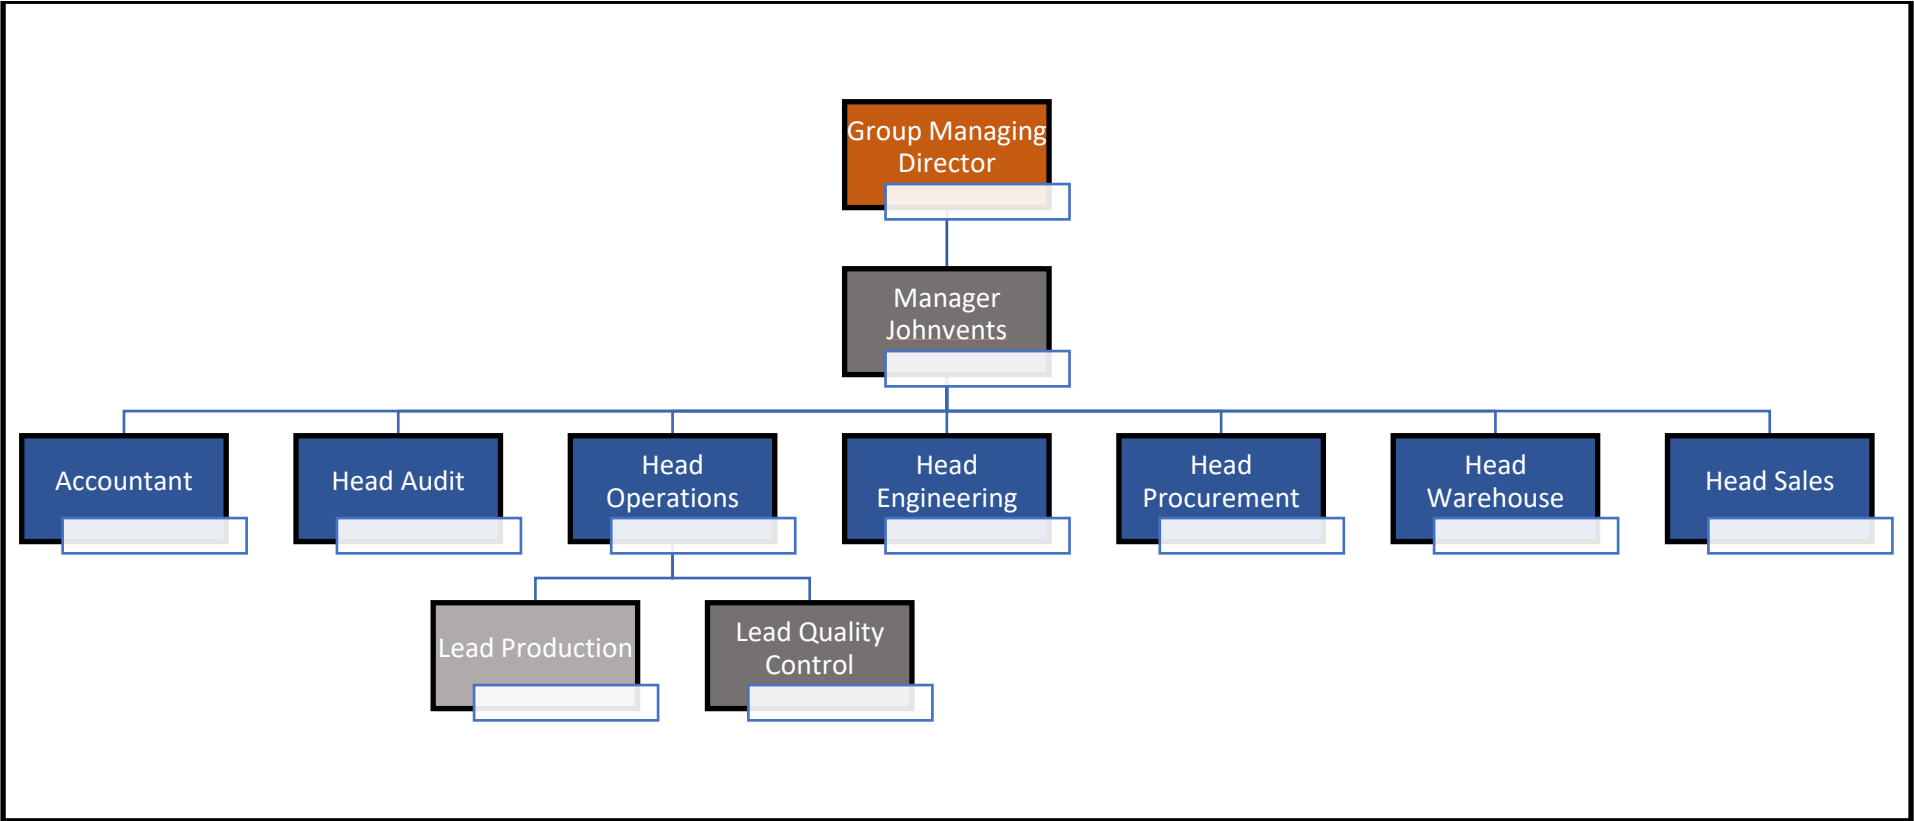 Group Managing
Director
Manager
Johnvents
Accountant
Head Audit
Head
Operations
Head
Engineering
Head
Procurement
Head
Warehouse
Head Sales
Lead Production
Lead Quality
Control